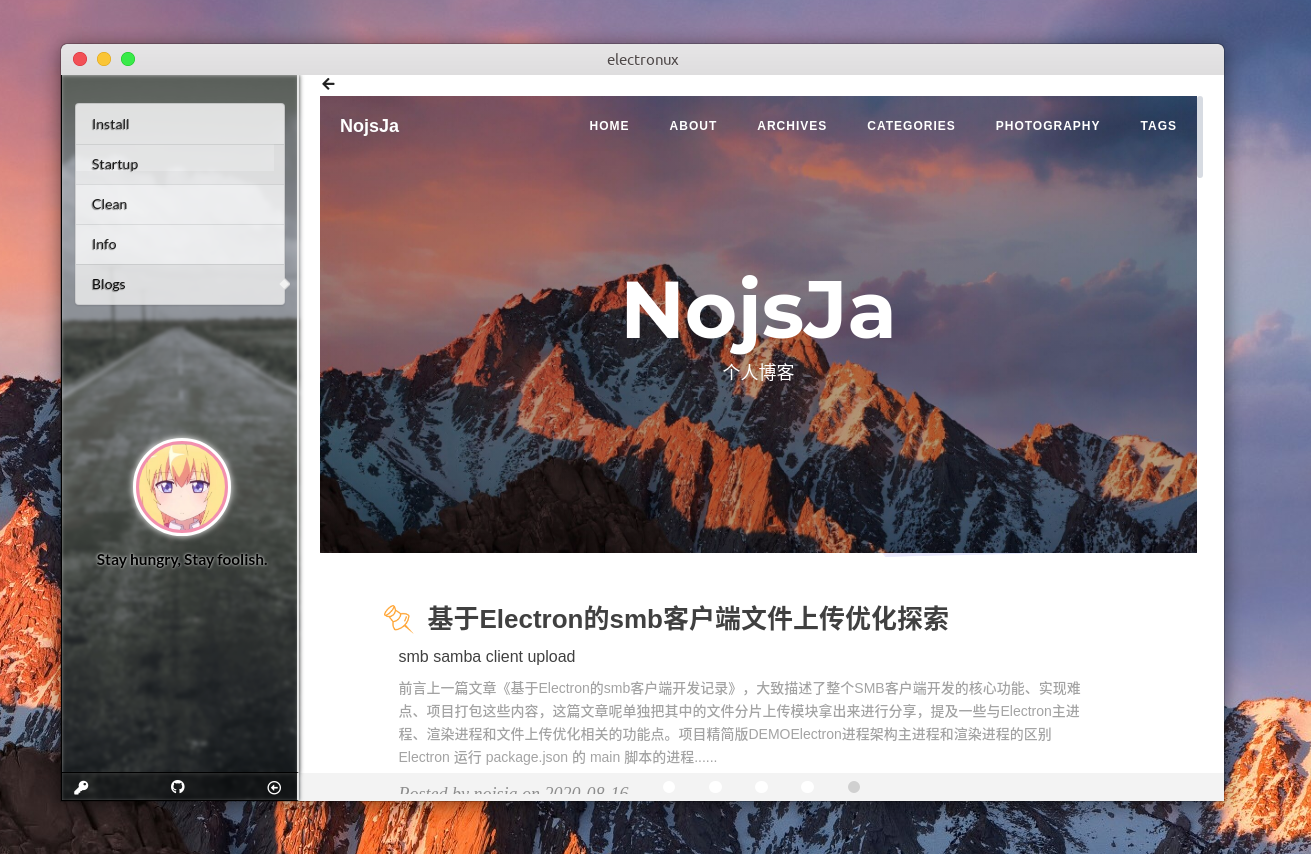 electronux
Install
Startup
Clean
Info
Blogs
Stay hungry, Stay foolish.
NojsJa
HOME ABOUT ARCHIVES CATEGORIES PHOTOGRAPHY TAGS
NojsJa
个人博客
基于Electron的smb客户端文件上传优化探索
smb samba client upload
前言上一篇文章《基于Electron的smb客户端开发记录》，大致描述了整个SMB客户端开发的核心功能、实现难
点、项目打包这些内容，这篇文章呢单独把其中的文件分片上传模块拿出来进行分享，提及一些与Electron主进
程、渲染进程和文件上传优化相关的功能点。项目精简版DEMOElectron进程架构主进程和渲染进程的区别
Electron 运行 package.json 的 main 脚本的进程......
Posted by nojsja on 2020-08-16